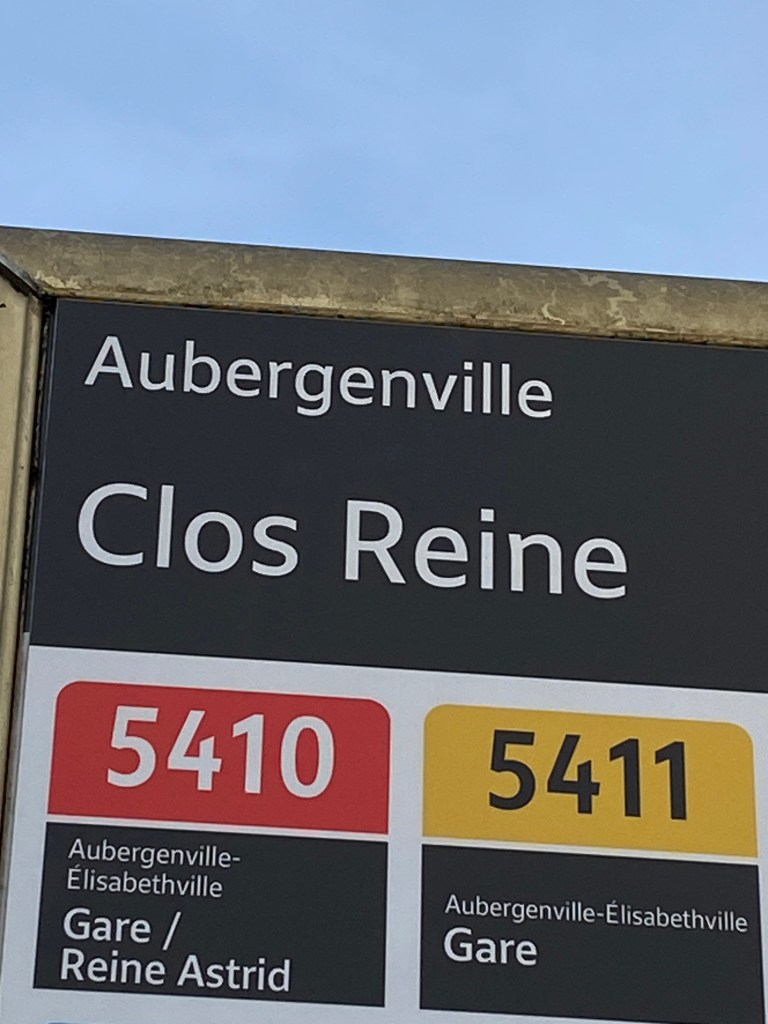 Aubergenville
Clos Reine
5410
Aubergenville-
Élisabethville
Gare /
Reine Astrid
5411
Aubergenville-Élisabethville
Gare